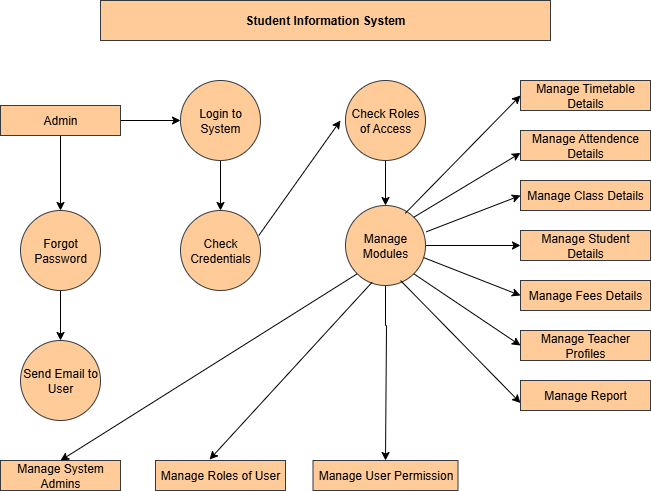 Student Information System
Admin
Login to
System
Check Roles
of Access
Manage Timetable
Details
Manage Attendence
Details
Manage Class Details
Forgot
Password
Check
Credentials
Manage
Modules
Manage Student
Details
Manage Fees Details
Manage Teacher
Profiles
Send Email to
User
Manage Report
Manage System
Admins
Manage Roles of User
Manage User Permission